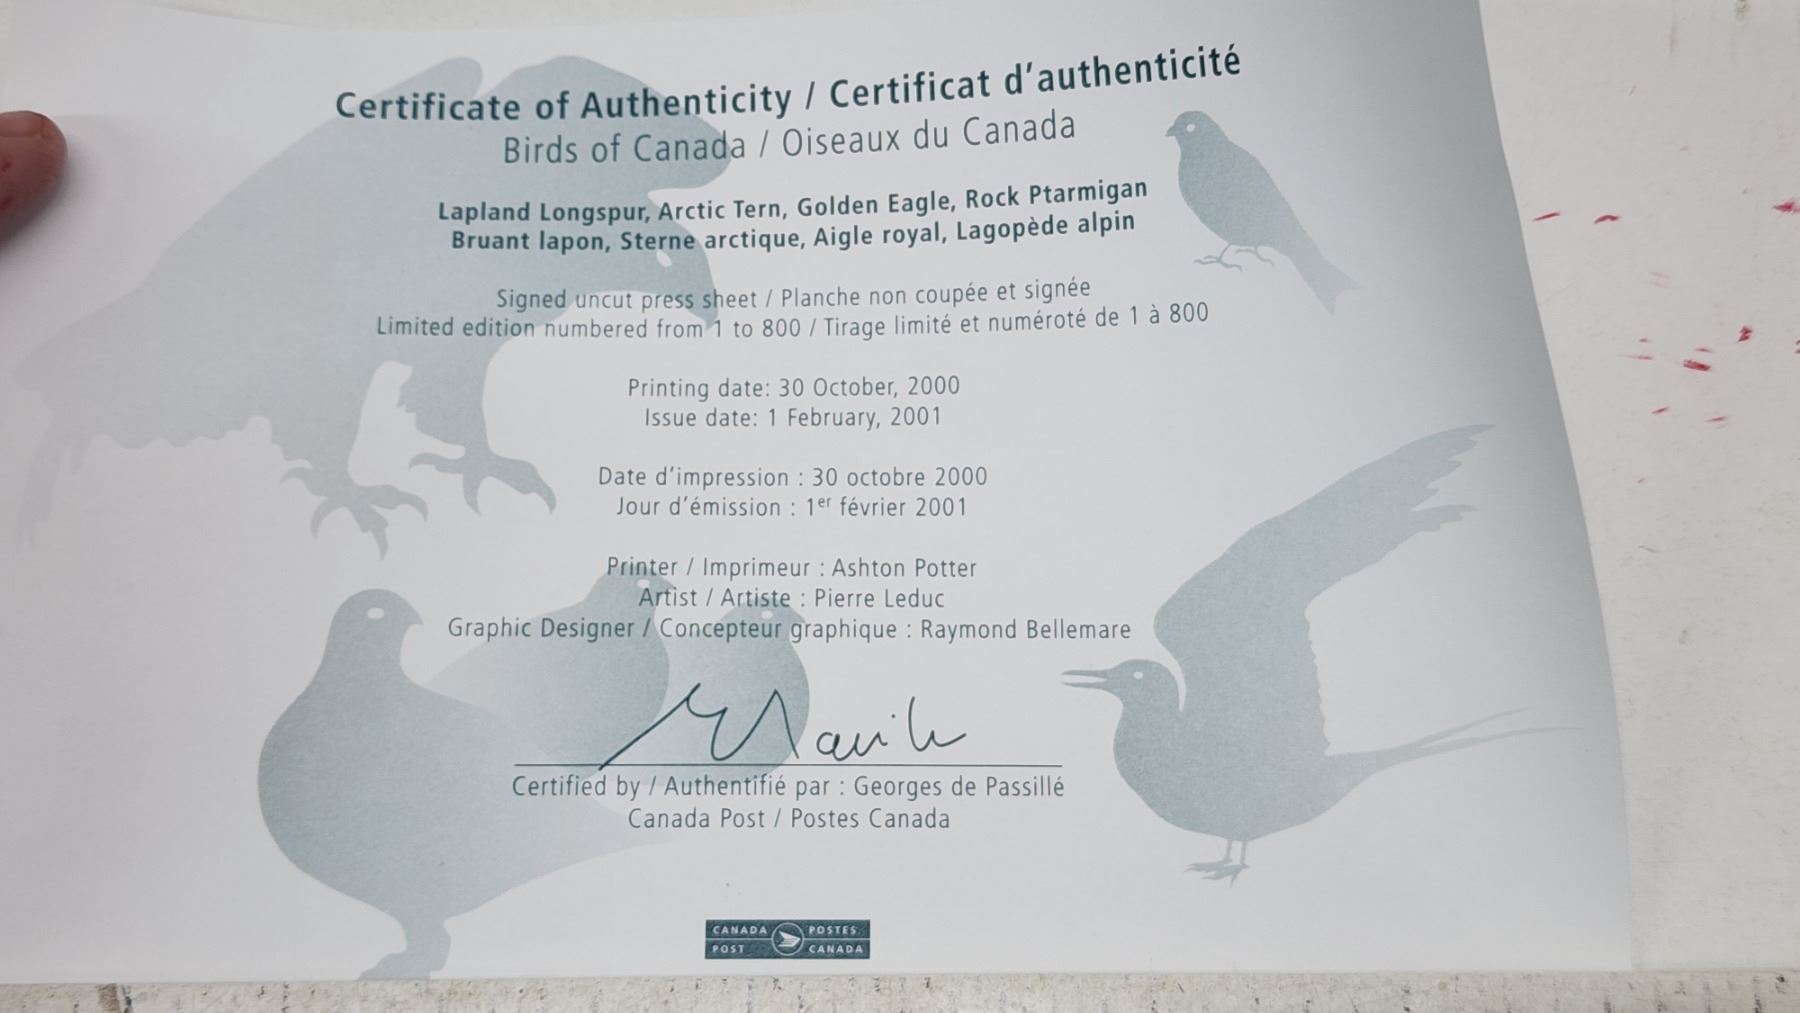 Certificate of Authenticity / Certificat d'authenticité
Birds of Canada / Oiseaux du Canada
Lapland Longspur, Arctic Tern, Golden Eagle, Rock Ptarmigan
Bruant lapon, Sterne arctique, Aigle royal, Lagopède alpin
Signed uncut press sheet / Planche non coupée et signée
Limited edition numbered from 1 to 800 / Tirage limité et numéroté de 1 à 800
Printing date: 30 October, 2000
Issue date: 1 February, 2001
Date d'impression : 30 octobre 2000
Jour d'émission : 1er février 2001
Printer / Imprimeur : Ashton Potter
Artist / Artiste : Pierre Leduc
Graphic Designer / Concepteur graphique : Raymond Bellemare
Certified by / Authentifié par : Georges de Passillé
Canada Post / Postes Canada
CANADA POSTES
POST CANADA